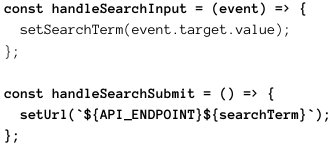 const handleSearchInput = (event) => {
  setSearchTerm(event.target.value);
};

const handleSearchSubmit = () => {
  setUrl(`${API_ENDPOINT}${searchTerm}`);
};